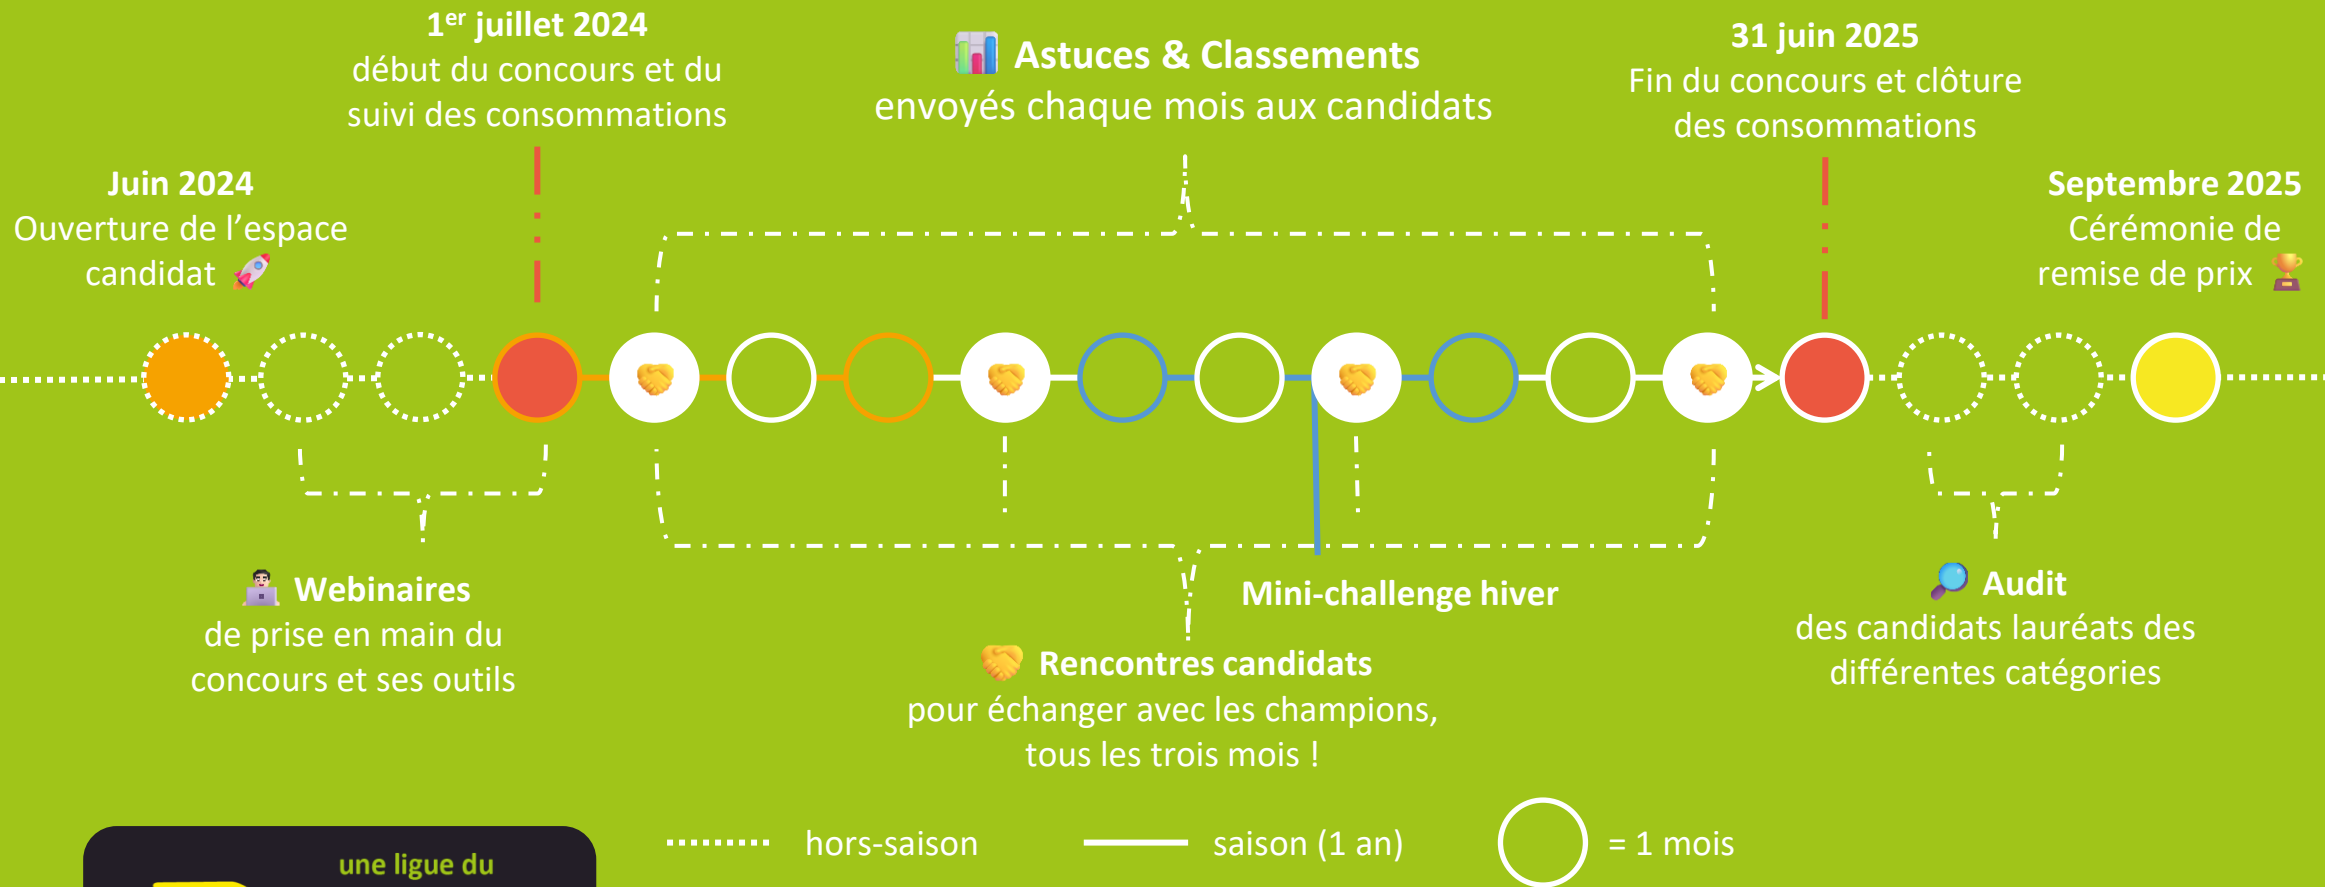 1er juillet 2024
début du concours et du
suivi des consommations
Astuces & Classements
envoyés chaque mois aux candidats
31 juin 2025
Fin du concours et clôture
des consommations
Juin 2024
Ouverture de l’espace
candidat
Septembre 2025
Cérémonie de
remise de prix
Webinaires
de prise en main du
concours et ses outils
Mini-challenge hiver
Rencontres candidats
pour échanger avec les champions,
tous les trois mois !
Audit
des candidats lauréats des
différentes catégories
hors-saison
saison (1 an)
= 1 mois
une ligue du